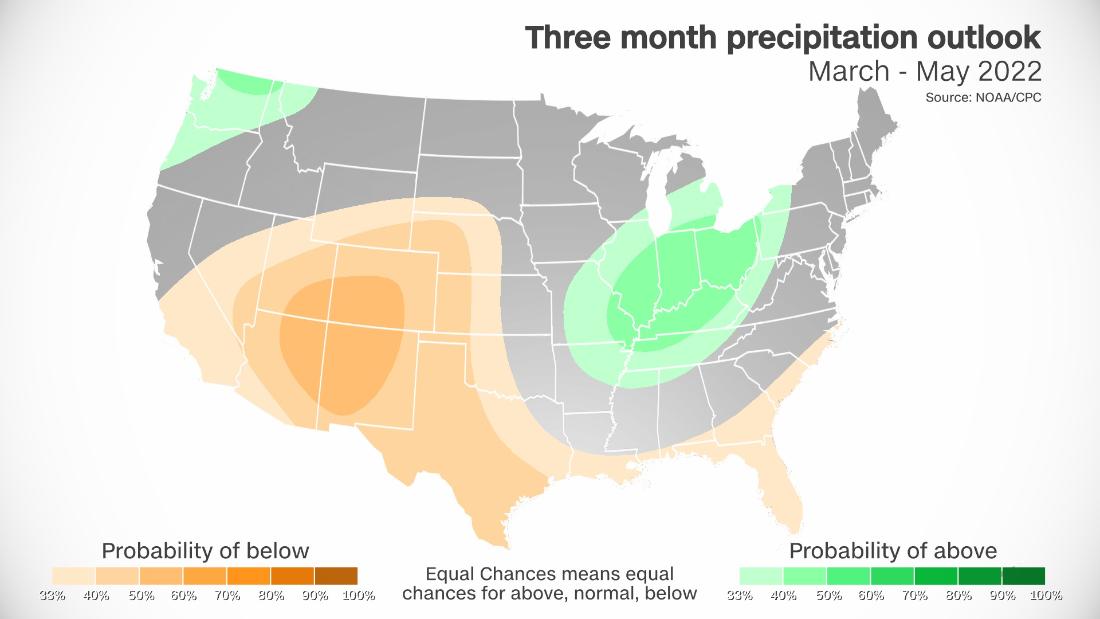 Three month precipitation outlook
March - May 2022
Source: NOAA/CPC
Probability of below
33% 40% 50% 60% 70% 80% 90% 100%
Equal Chances means equal
chances for above, normal, below
Probability of above
33% 40% 50% 60% 70% 80% 90% 100%